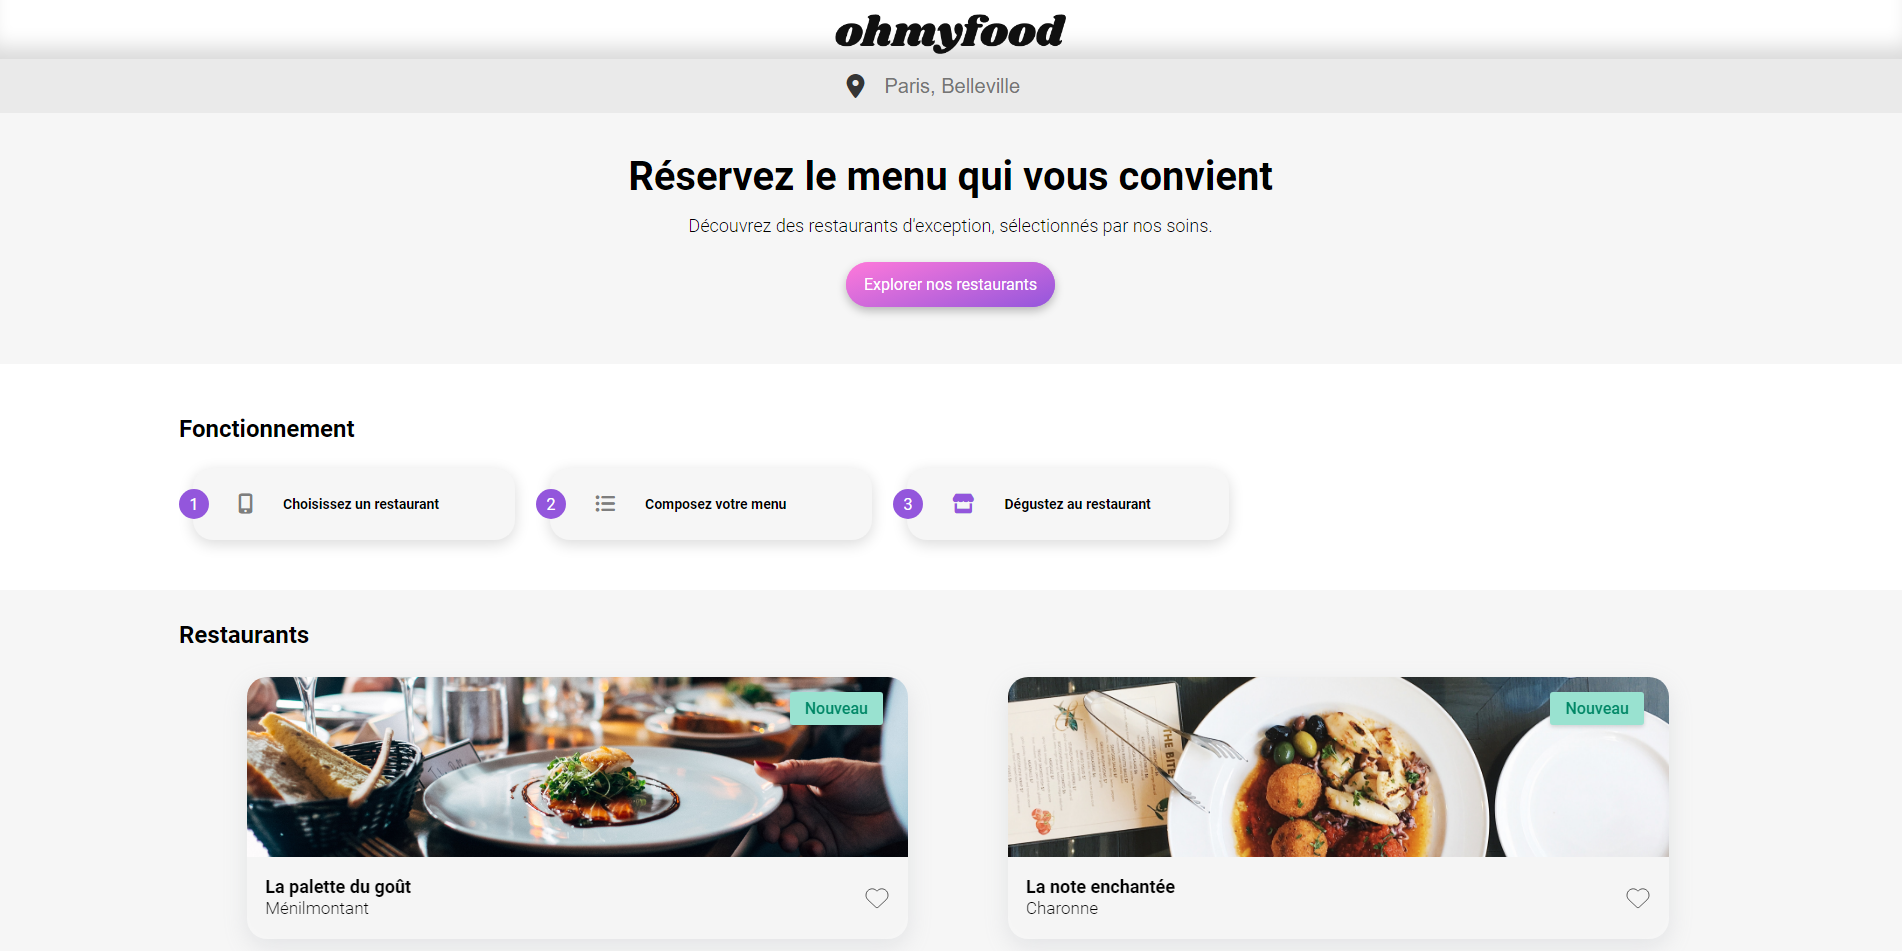 ohmyfood
Paris, Belleville
Réservez le menu qui vous convient
Découvrez des restaurants d'exception, sélectionnés par nos soins.
Explorer nos restaurants
Fonctionnement
1 Choisissez un restaurant
2 Composez votre menu
3 Dégustez au restaurant
Restaurants
Nouveau
THE BITE
Nouveau
La palette du goût
Ménilmontant
La note enchantée
Charonne